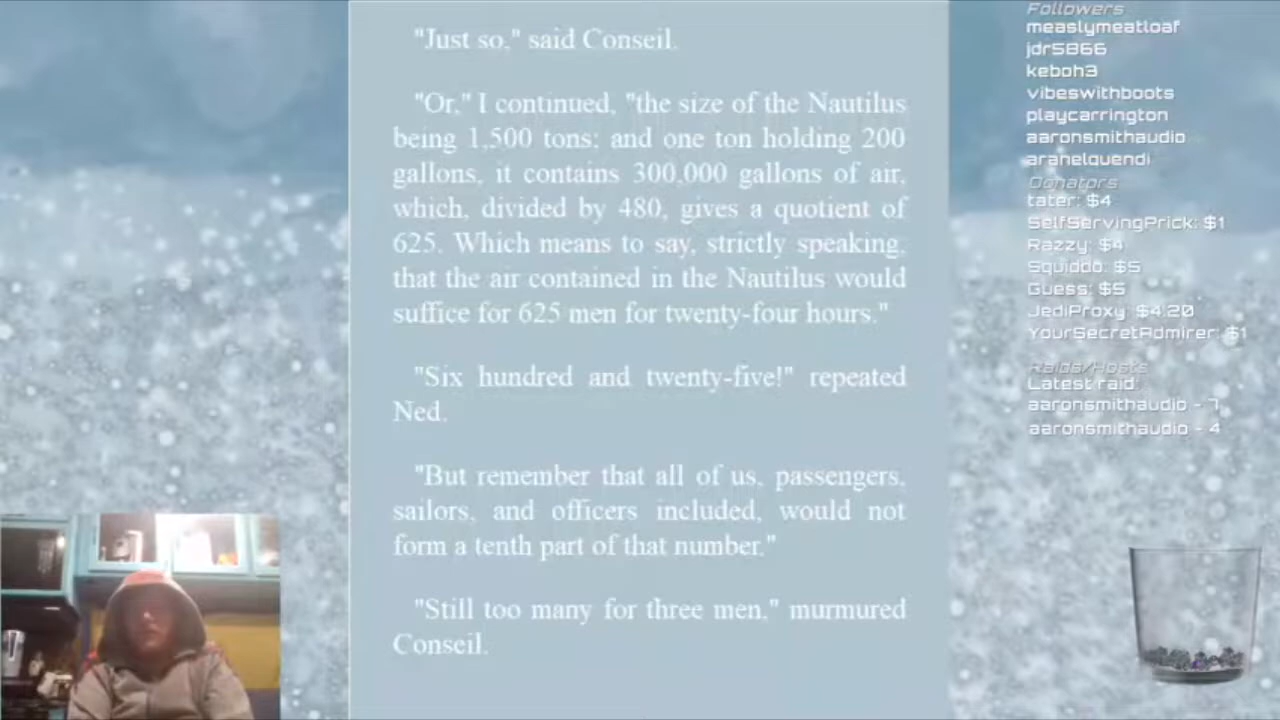 "Just so," said Conseil.
"Or," I continued, "the size of the Nautilus
being 1,500 tons; and one ton holding 200
gallons, it contains 300,000 gallons of air,
which, divided by 480, gives a quotient of
625. Which means to say, strictly speaking,
that the air contained in the Nautilus would
suffice for 625 men for twenty-four hours."
"Six hundred and twenty-five!" repeated
Ned.
"But remember that all of us, passengers,
sailors, and officers included, would not
form a tenth part of that number."
"Still too many for three men," murmured
Conseil.
Followers
measlymeatloaf
jdr5866
keboh3
vibeswithboots
playcarrington
aaronsmithaudio
aranelquendi
Donators
tater: $4
SelfServingPrick: $1
Razzy: $4
Squiddo: $5
Guess: $5
JediProxy: $4.20
YourSecretAdmirer: $1
Raids/Hosts
Latest raid:
aaronsmithaudio - 7
aaronsmithaudio - 4